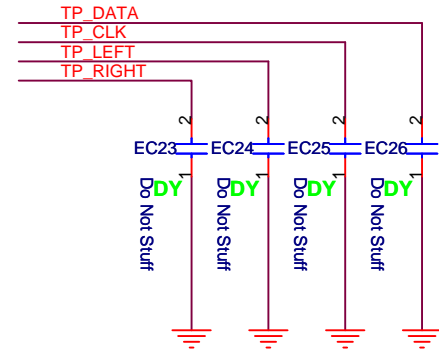 TP_DATA
TP_CLK
TP_LEFT
TP_RIGHT
2 2 2 2
EC23 EC24 EC25 EC26
1 1 1 1
DY DY DY DY
Do Not Stuff
Do Not Stuff
Do Not Stuff
Do Not Stuff